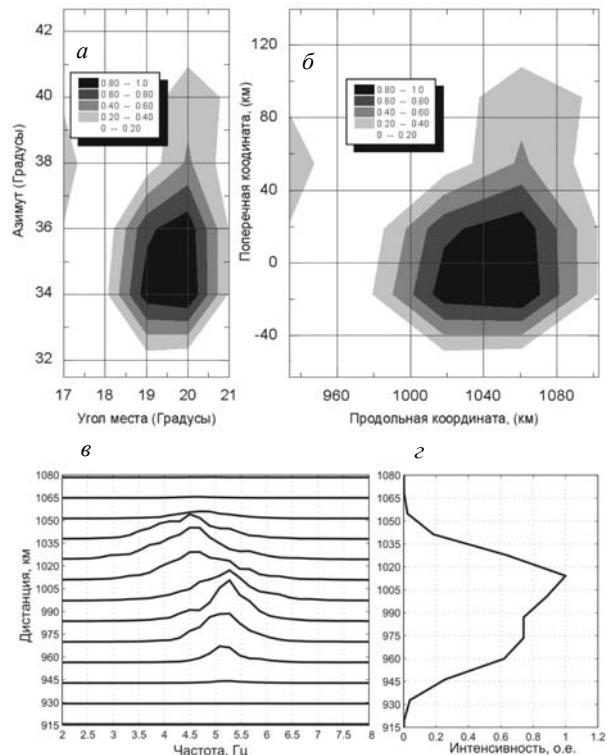 а
42
40
38
36
34
32
Азимут (Градусы)
0.80 -- 1.0
0.60 -- 0.80
0.40 -- 0.60
0.20 -- 0.40
0 -- 0.20
17 18 19 20 21
Угол места (Градусы)
б
120
80
40
0
-40
Поперечная коодината, (км)
0.80 -- 1.0
0.60 -- 0.80
0.40 -- 0.60
0.20 -- 0.40
0 -- 0.20
960 1000 1040 1080
Продольная координата, (км)
в
1080
1065
1050
1035
1020
1005
990
975
960
945
930
915
Дистанция, км
2 2.5 3 3.5 4 4.5 5 5.5 6 6.5 7 7.5 8
Частота, Гц
г
1080
1065
1050
1035
1020
1005
990
975
960
945
930
915
0 0.2 0.4 0.6 0.8 1 1.2
Интенсивность, о.е.